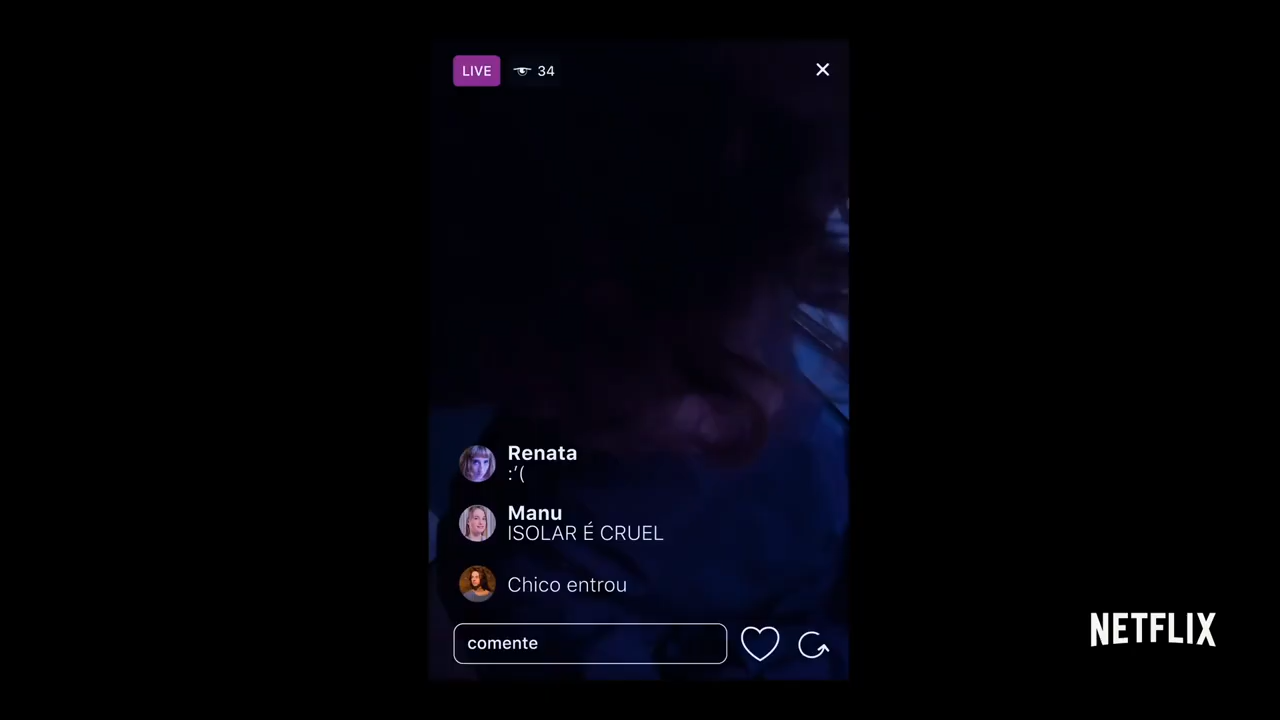 LIVE 34
Renata
:’(
Manu
ISOLAR É CRUEL
Chico entrou
comente
NETFLIX